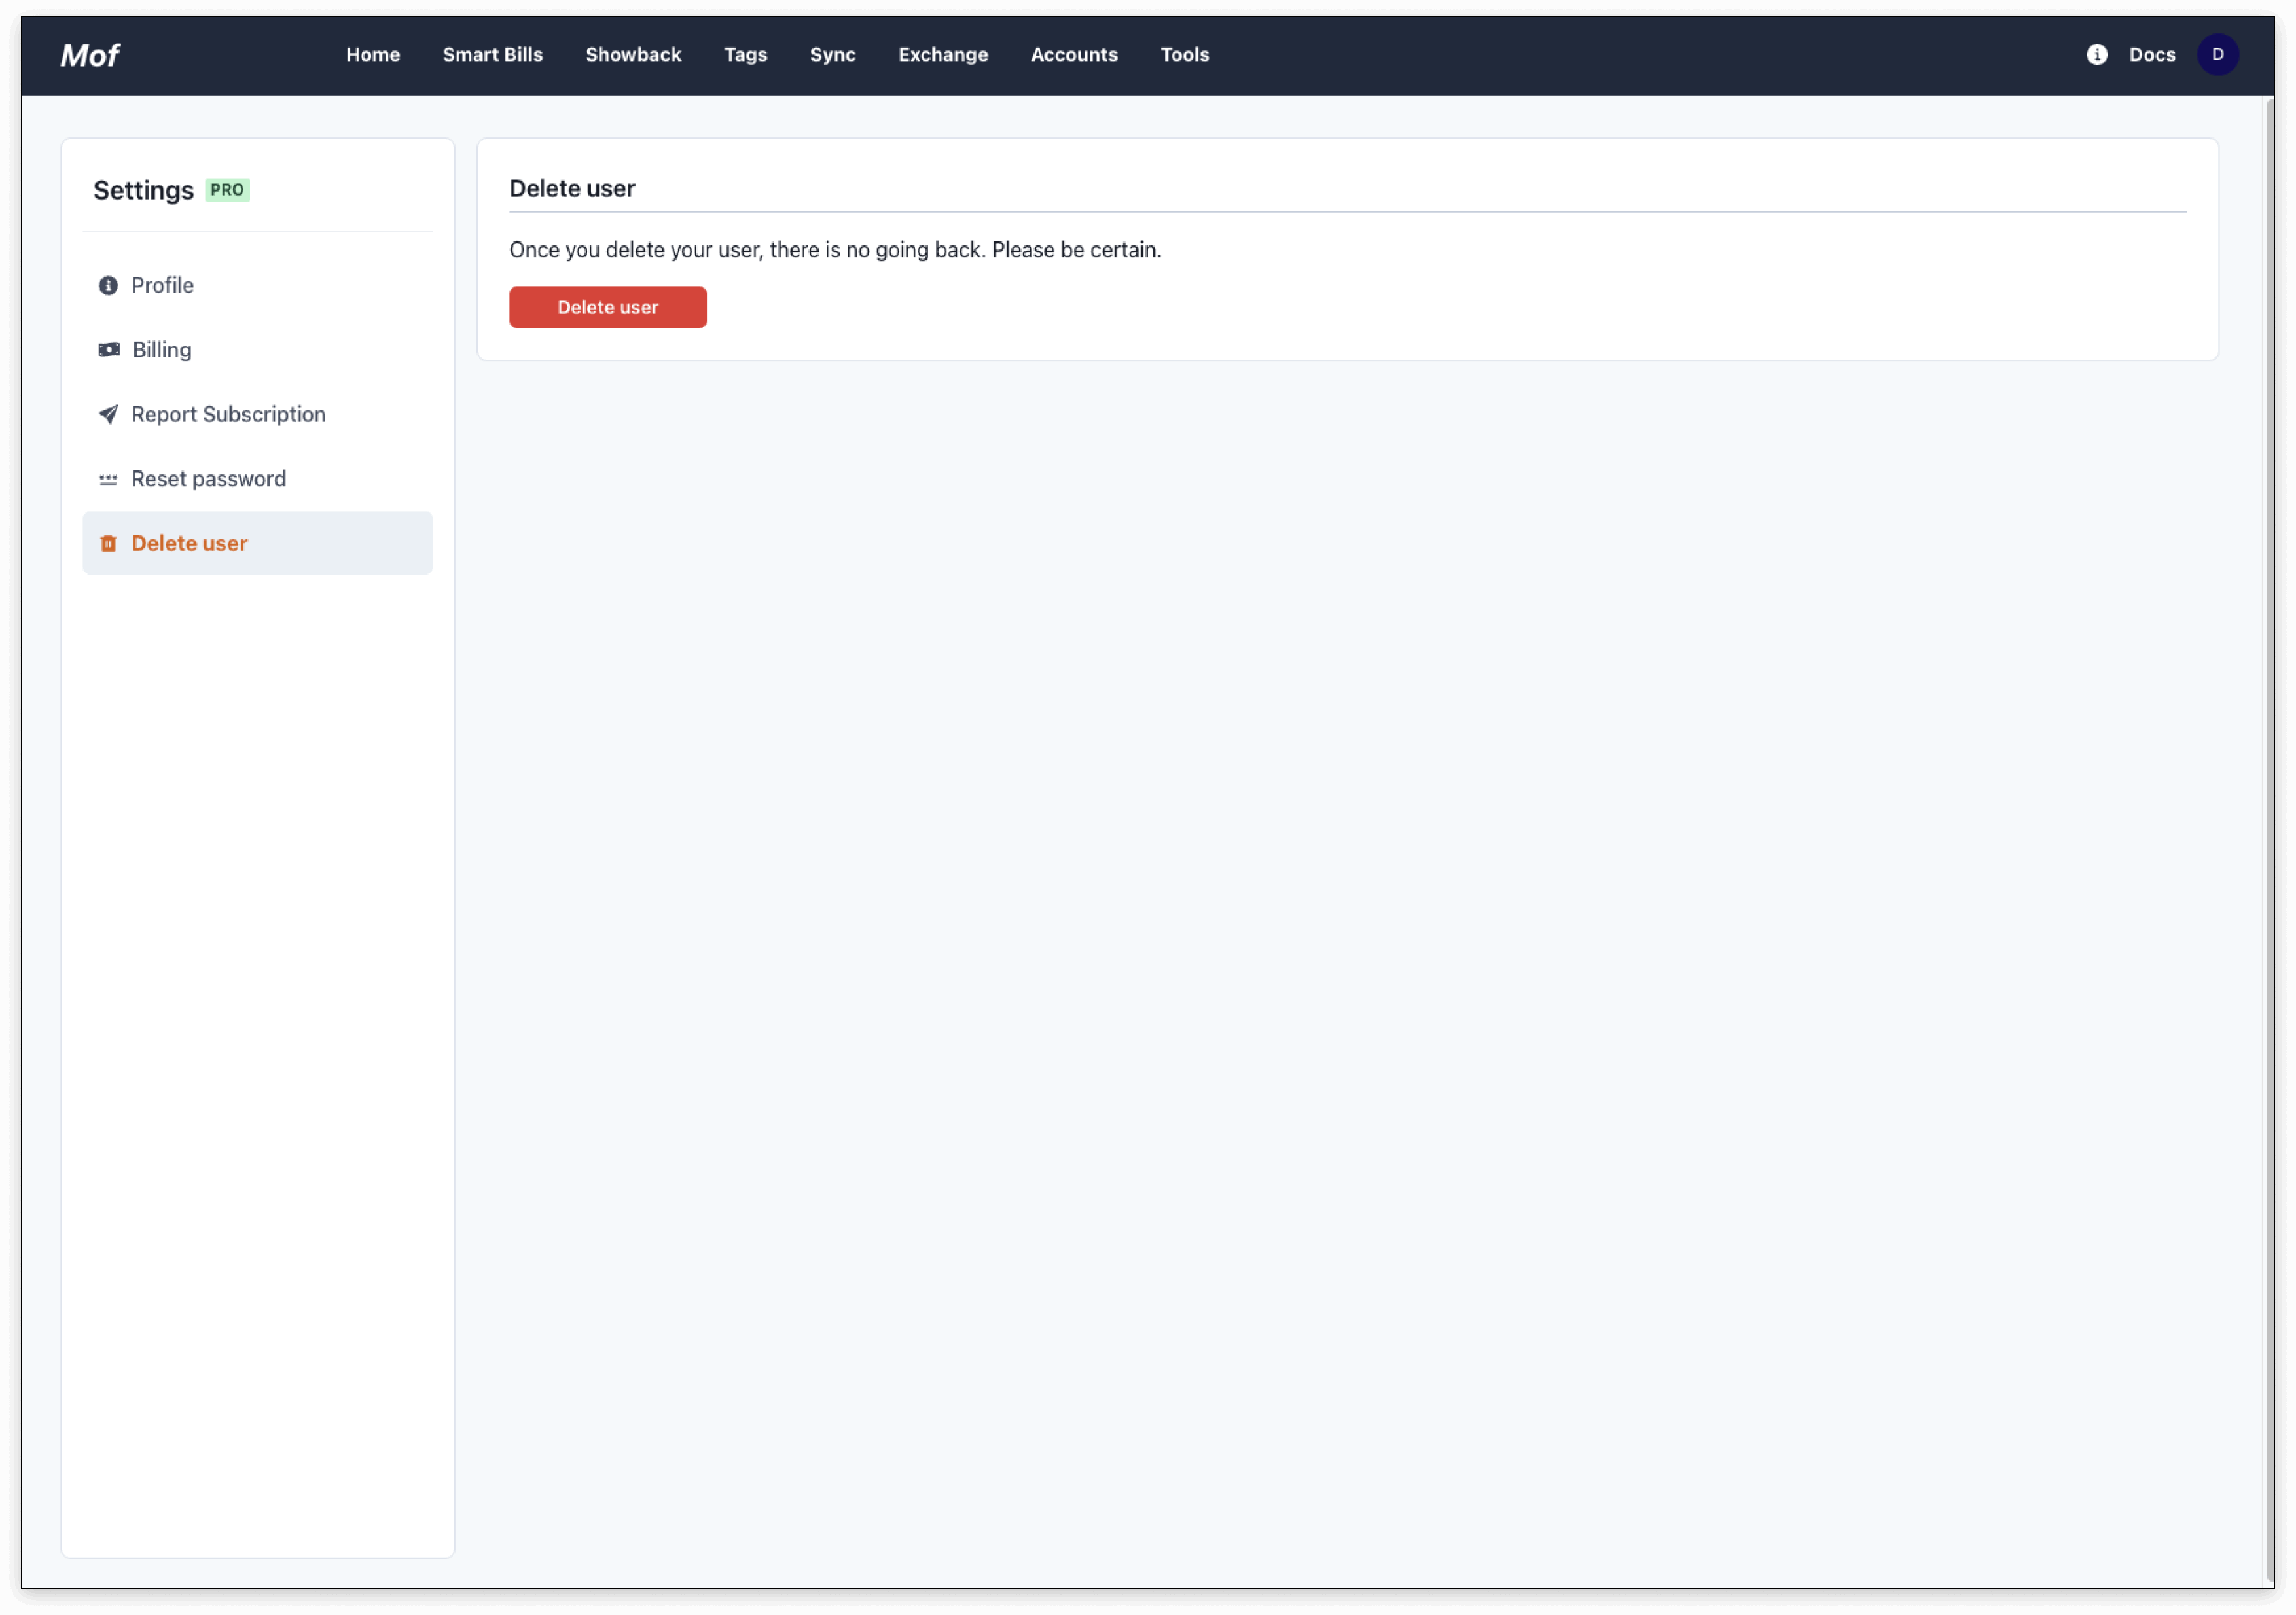 Mof Home Smart Bills Showback Tags Sync Exchange Accounts Tools Docs D
Settings PRO
Profile
Billing
Report Subscription
Reset password
Delete user
Delete user
Once you delete your user, there is no going back. Please be certain.
Delete user